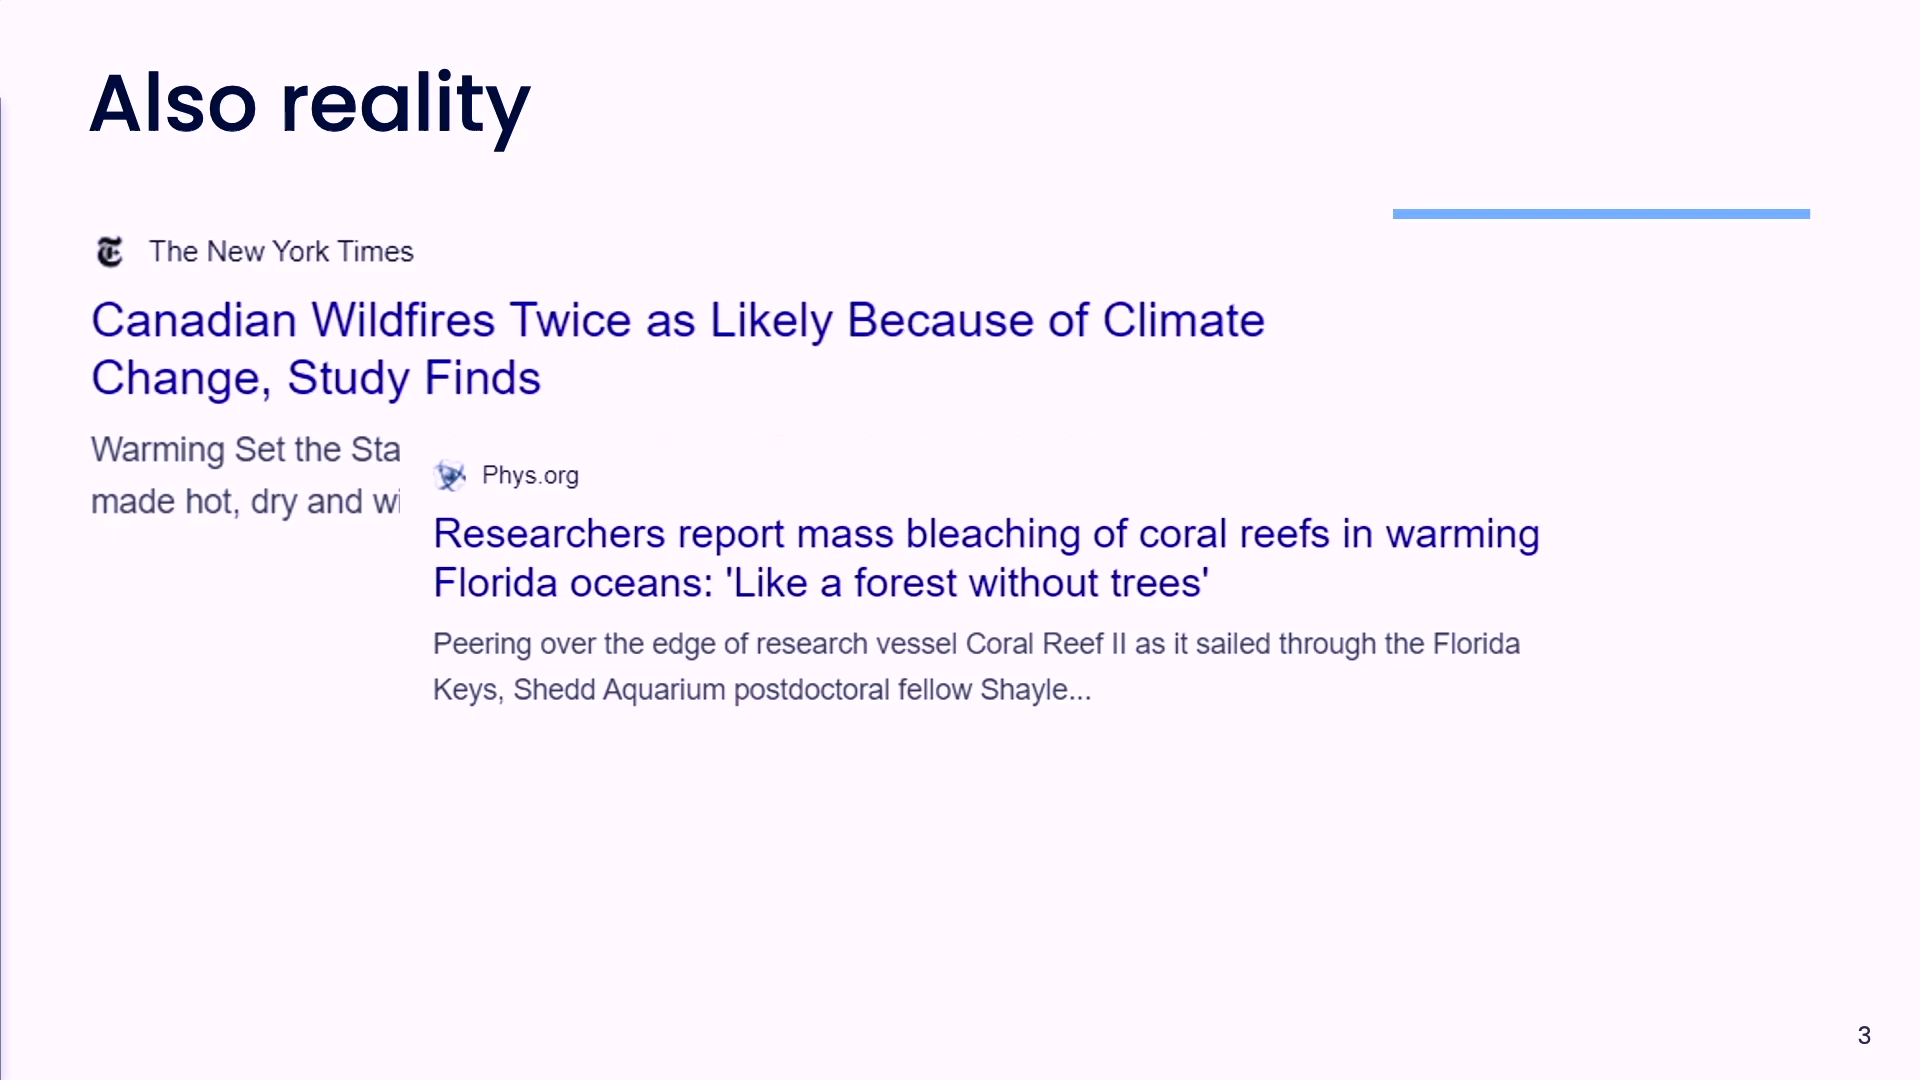 Also reality
The New York Times
Canadian Wildfires Twice as Likely Because of Climate
Change, Study Finds
Warming Set the Sta
made hot, dry and wi
Phys.org
Researchers report mass bleaching of coral reefs in warming
Florida oceans: 'Like a forest without trees'
Peering over the edge of research vessel Coral Reef II as it sailed through the Florida
Keys, Shedd Aquarium postdoctoral fellow Shayle...
3